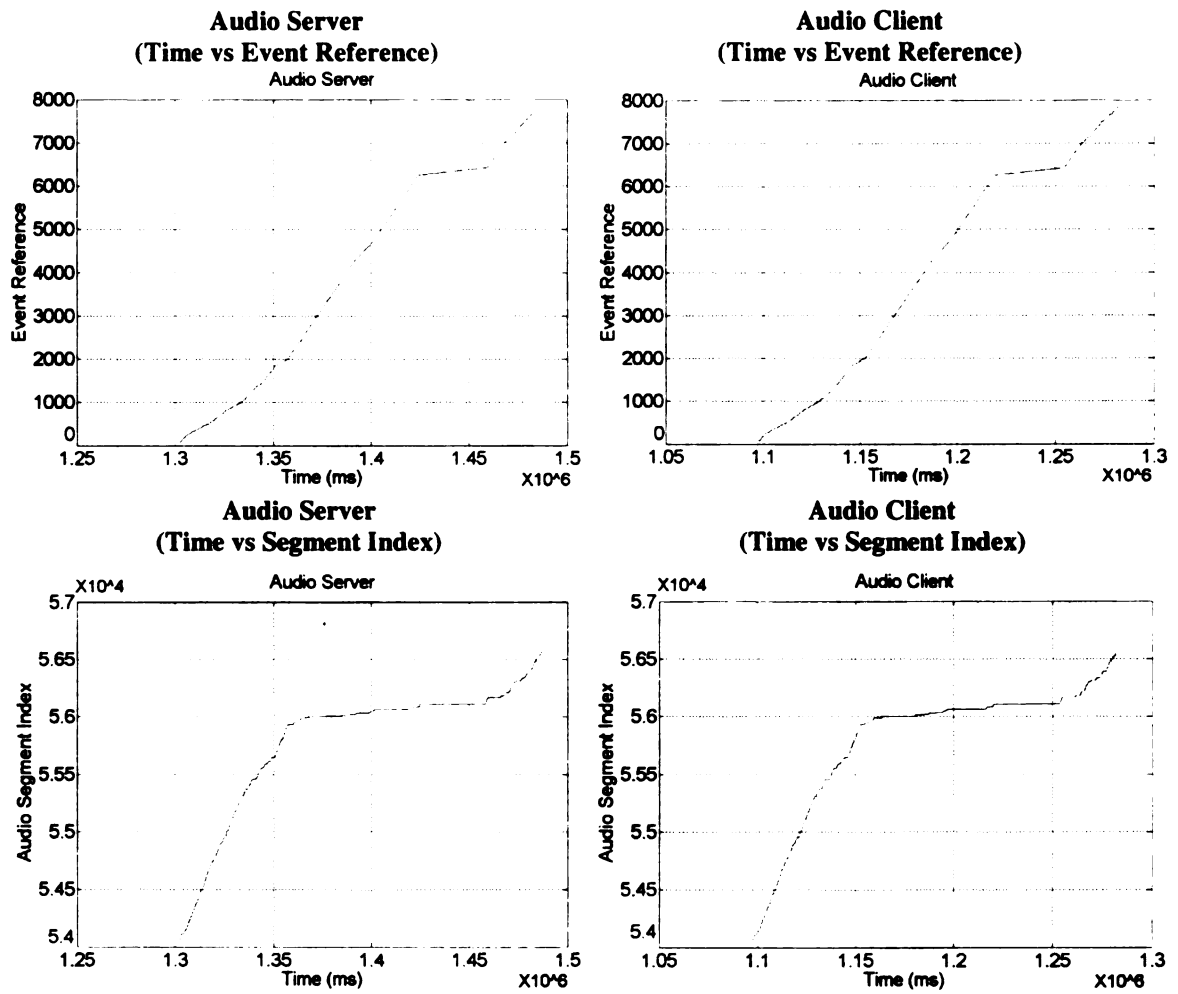 Audio Server
(Time vs Event Reference)
Audio Server
8000
7000
6000
5000
4000
3000
2000
1000
0
Event Reference
1.25 1.3 1.35 1.4 1.45 1.5
Time (ms) X10^6
Audio Client
(Time vs Event Reference)
Audio Client
8000
7000
6000
5000
4000
3000
2000
1000
0
Event Reference
1.05 1.1 1.15 1.2 1.25 1.3
Time (ms) X10^6
Audio Server
(Time vs Segment Index)
X10^4 Audio Server
5.7
5.65
5.6
5.55
5.5
5.45
5.4
Audio Segment Index
1.25 1.3 1.35 1.4 1.45 1.5
Time (ms) X10^6
Audio Client
(Time vs Segment Index)
X10^4 Audio Client
5.7
5.65
5.6
5.55
5.5
5.45
5.4
Audio Segment Index
1.05 1.1 1.15 1.2 1.25 1.3
Time (ms) X10^6